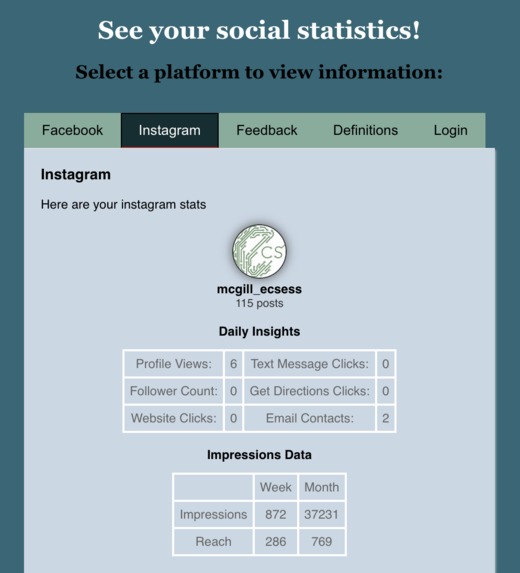 See your social statistics!
Select a platform to view information:
Facebook Instagram Feedback Definitions Login
Instagram
Here are your instagram stats
CS
mcgill_ecsess
115 posts
Daily Insights
Profile Views: 6 Text Message Clicks: 0
Follower Count: 0 Get Directions Clicks: 0
Website Clicks: 0 Email Contacts: 2
Impressions Data
Week Month
Impressions 872 37231
Reach 286 769